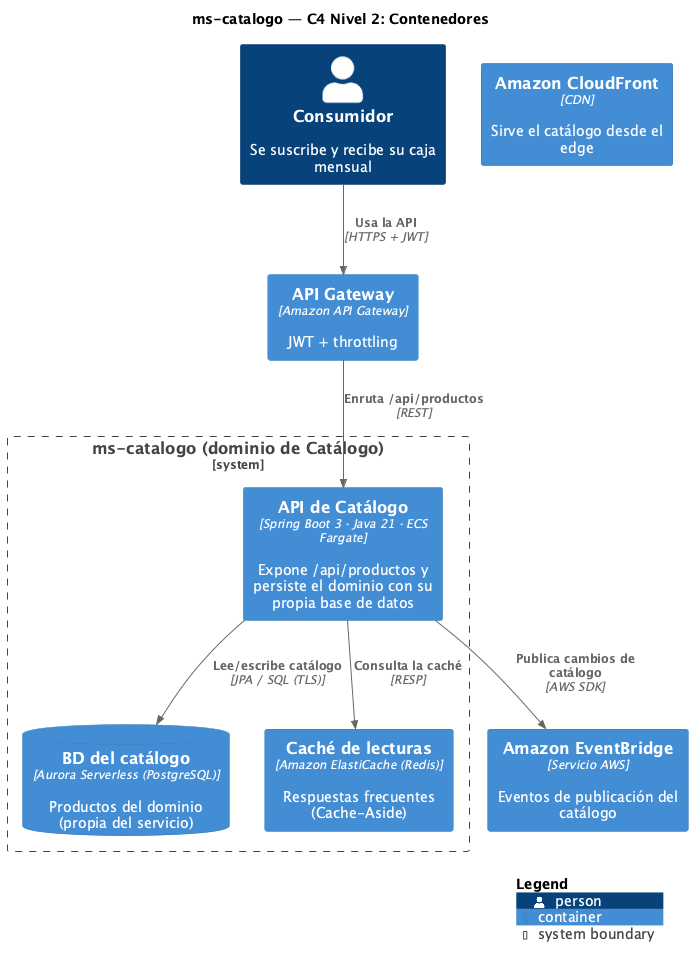 ms-catalogo — C4 Nivel 2: Contenedores
Consumidor
Se suscribe y recibe su caja
mensual
Amazon CloudFront
[CDN]
Sirve el catálogo desde el
edge
Usa la API
[HTTPS + JWT]
API Gateway
[Amazon API Gateway]
JWT + throttling
Enruta /api/productos
[REST]
ms-catalogo (dominio de Catálogo)
[system]
API de Catálogo
[Spring Boot 3 · Java 21 · ECS
Fargate]
Expone /api/productos y
persiste el dominio con su
propia base de datos
Lee/escribe catálogo
[JPA / SQL (TLS)]
Consulta la caché
[RESP]
Publica cambios de
catálogo
[AWS SDK]
BD del catálogo
[Aurora Serverless (PostgreSQL)]
Productos del dominio
(propia del servicio)
Caché de lecturas
[Amazon ElastiCache (Redis)]
Respuestas frecuentes
(Cache-Aside)
Amazon EventBridge
[Servicio AWS]
Eventos de publicación del
catálogo
Legend
person
container
system boundary